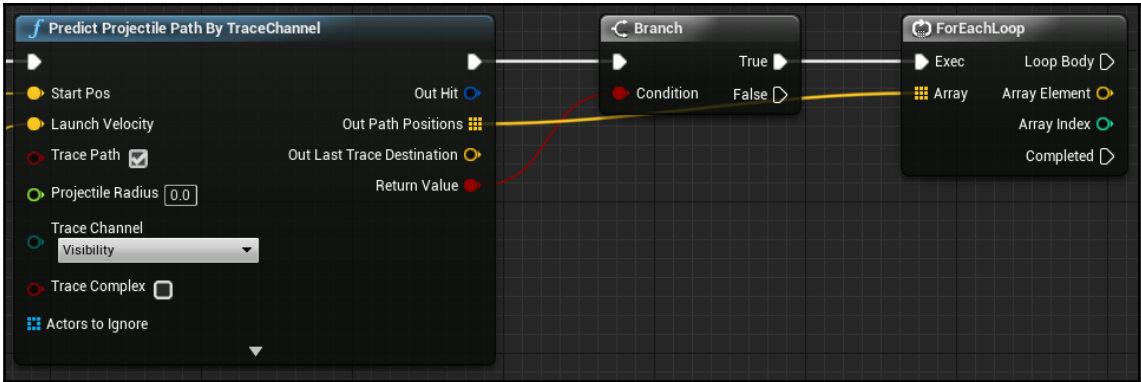 f Predict Projectile Path By TraceChannel
Start Pos
Out Hit
Launch Velocity
Out Path Positions
Trace Path
Out Last Trace Destination
Projectile Radius 0.0
Return Value
Trace Channel
Visibility
Trace Complex
Actors to Ignore
Branch
True
Condition
False
ForEachLoop
Exec
Loop Body
Array
Array Element
Array Index
Completed